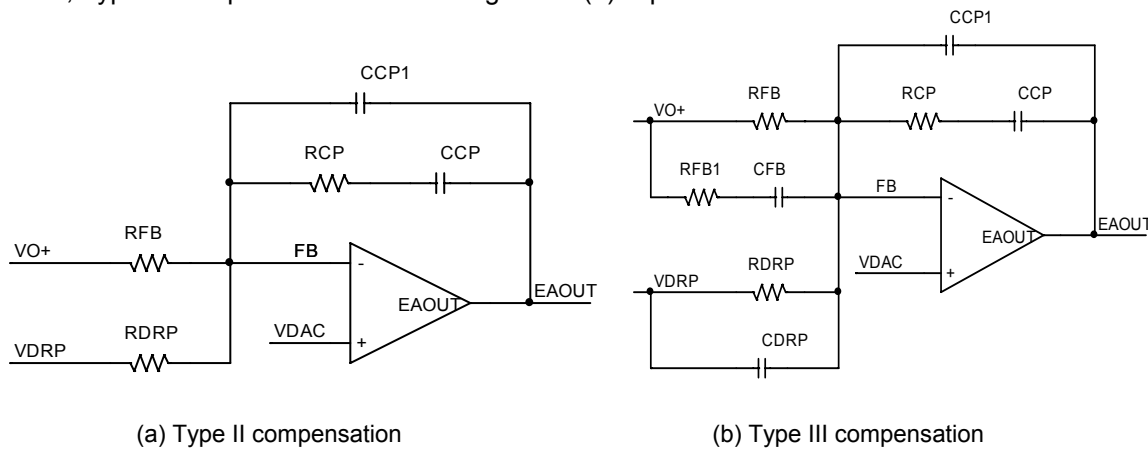 CCP1
RCP CCP
RFB
VO+
FB
EAOUT
EAOUT
RDRP
VDAC
VDRP
-
+
(a) Type II compensation
CCP1
RFB RCP CCP
VO+
RFB1 CFB
FB
EAOUT
EAOUT
VDAC
RDRP
VDRP
CDRP
-
+
(b) Type III compensation